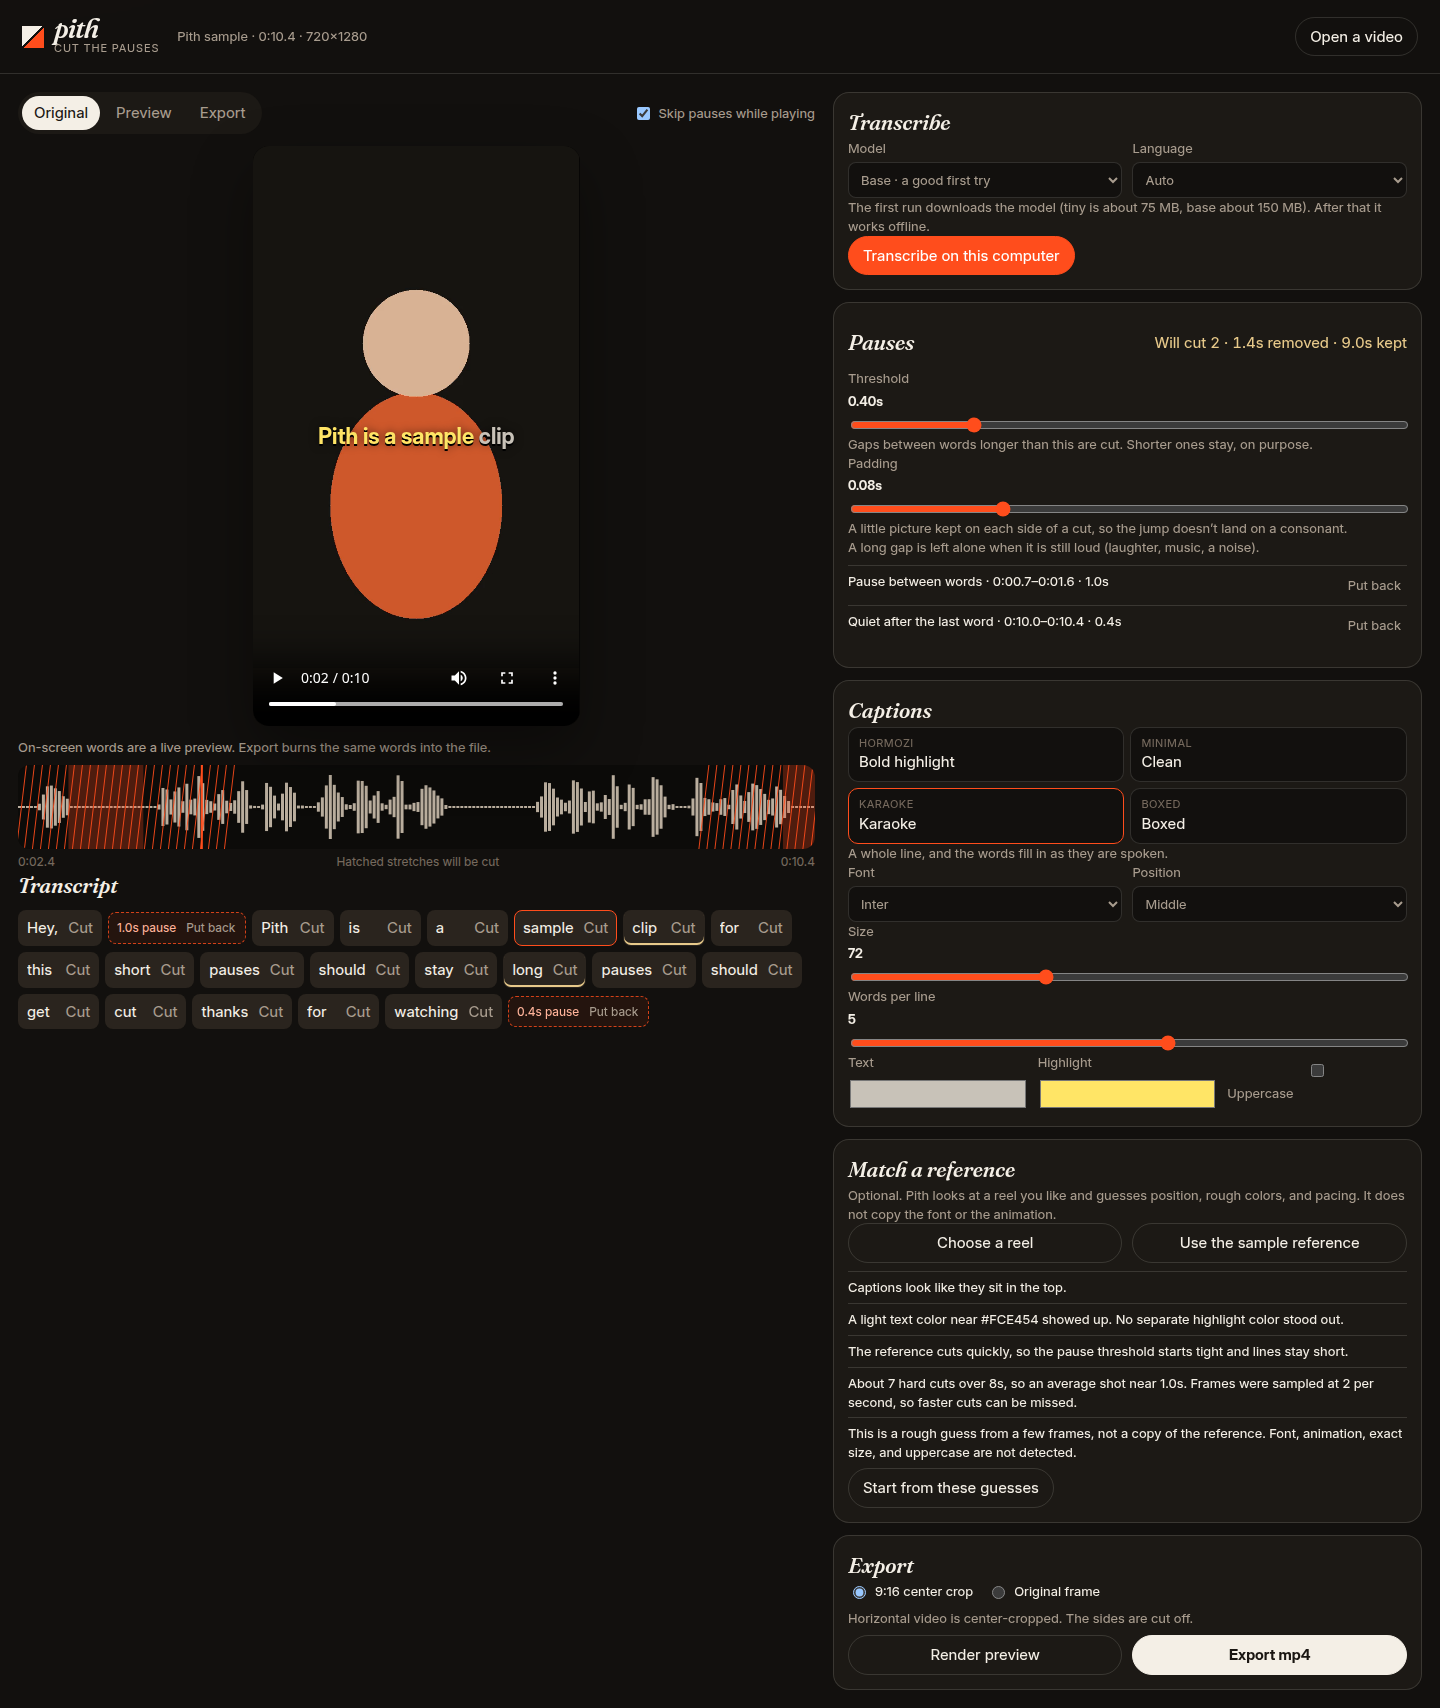 pith
CUT THE PAUSES
Pith sample · 0:10.4 · 720×1280
Open a video
Original
Preview
Export
Skip pauses while playing
Pith is a sample clip
0:02 / 0:10
On-screen words are a live preview. Export burns the same words into the file.
0:02.4
Hatched stretches will be cut
0:10.4
Transcript
Hey, Cut 1.0s pause Put back Pith Cut is Cut a Cut sample Cut clip Cut for Cut
this Cut short Cut pauses Cut should Cut stay Cut long Cut pauses Cut should Cut
get Cut cut Cut thanks Cut for Cut watching Cut 0.4s pause Put back
Transcribe
Model
Language
Base · a good first try
Auto
The first run downloads the model (tiny is about 75 MB, base about 150 MB). After that it
works offline.
Transcribe on this computer
Pauses
Will cut 2 · 1.4s removed · 9.0s kept
Threshold
0.40s
Gaps between words longer than this are cut. Shorter ones stay, on purpose.
Padding
0.08s
A little picture kept on each side of a cut, so the jump doesn't land on a consonant.
A long gap is left alone when it is still loud (laughter, music, a noise).
Pause between words · 0:00.7–0:01.6 · 1.0s
Put back
Quiet after the last word · 0:10.0–0:10.4 · 0.4s
Put back
Captions
HORMOZI
Bold highlight
MINIMAL
Clean
KARAOKE
Karaoke
BOXED
Boxed
A whole line, and the words fill in as they are spoken.
Font
Position
Inter
Middle
Size
72
Words per line
5
Text
Highlight
Uppercase
Match a reference
Optional. Pith looks at a reel you like and guesses position, rough colors, and pacing. It does
not copy the font or the animation.
Choose a reel
Use the sample reference
Captions look like they sit in the top.
A light text color near #FCE454 showed up. No separate highlight color stood out.
The reference cuts quickly, so the pause threshold starts tight and lines stay short.
About 7 hard cuts over 8s, so an average shot near 1.0s. Frames were sampled at 2 per
second, so faster cuts can be missed.
This is a rough guess from a few frames, not a copy of the reference. Font, animation, exact
size, and uppercase are not detected.
Start from these guesses
Export
9:16 center crop
Original frame
Horizontal video is center-cropped. The sides are cut off.
Render preview
Export mp4